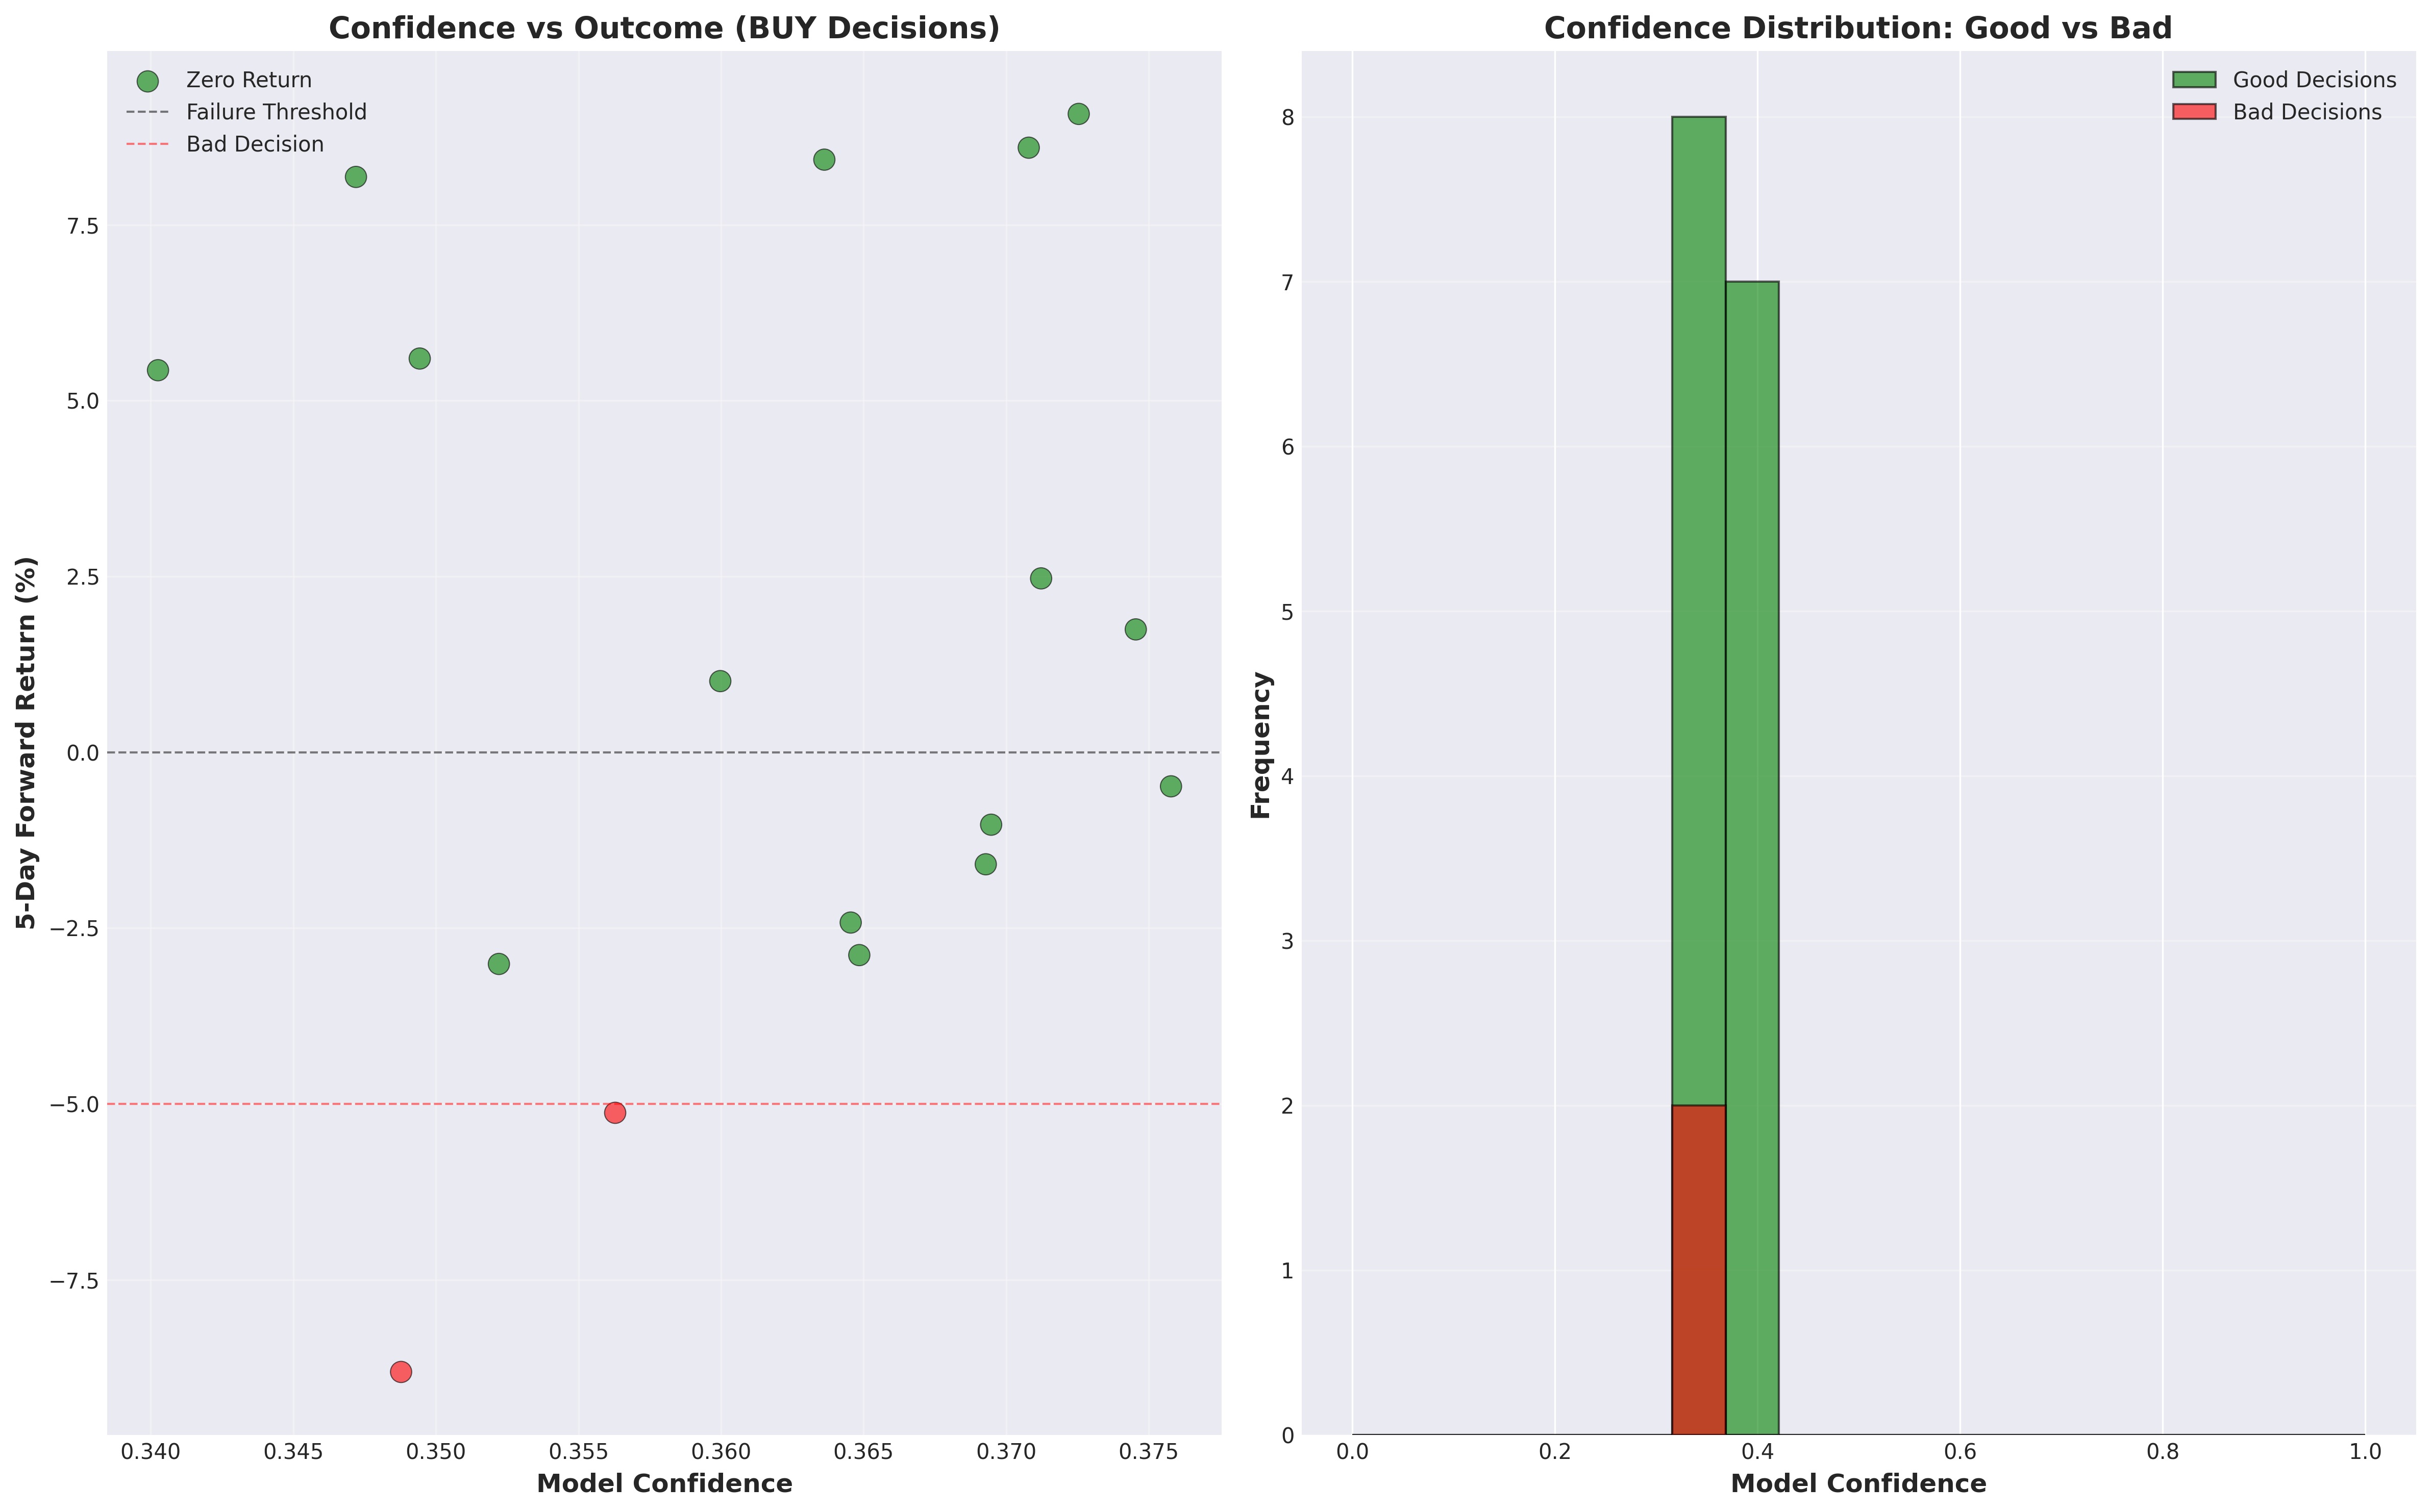 Confidence vs Outcome (BUY Decisions)
Zero Return
Failure Threshold
Bad Decision
7.5
5.0
2.5
0.0
−2.5
−5.0
−7.5
5-Day Forward Return (%)
0.340 0.345 0.350 0.355 0.360 0.365 0.370 0.375
Model Confidence
Confidence Distribution: Good vs Bad
Good Decisions
Bad Decisions
8
7
6
5
4
3
2
1
0
Frequency
0.0 0.2 0.4 0.6 0.8 1.0
Model Confidence